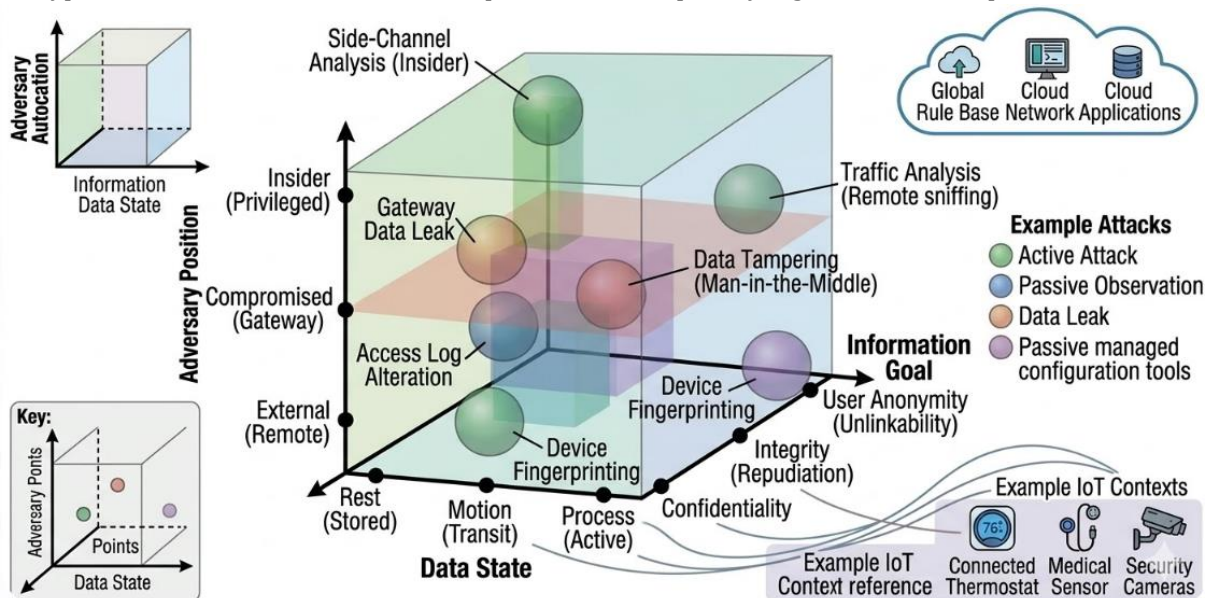 Adversary
Autocation
Information
Data State
Side-Channel
Analysis (Insider)
Global
Rule Base
Cloud
Network
Cloud
Applications
Adversary Position
Insider
(Privileged)
Compromised
(Gateway)
External
(Remote)
Gateway
Data Leak
Traffic Analysis
(Remote sniffing)
Data Tampering
(Man-in-the-Middle)
Access Log
Alteration
Device
Fingerprinting
Device
Fingerprinting
Example Attacks
Active Attack
Passive Observation
Data Leak
Passive managed
configuration tools
Information
Goal
User Anonymity
(Unlinkability)
Integrity
(Repudiation)
Confidentiality
Rest
(Stored)
Motion
(Transit)
Process
(Active)
Data State
Key:
Adversary Points
Points
Data State
Example IoT Contexts
Example IoT
Context reference
76
Connected
Thermostat
Medical
Sensor
Security
Cameras